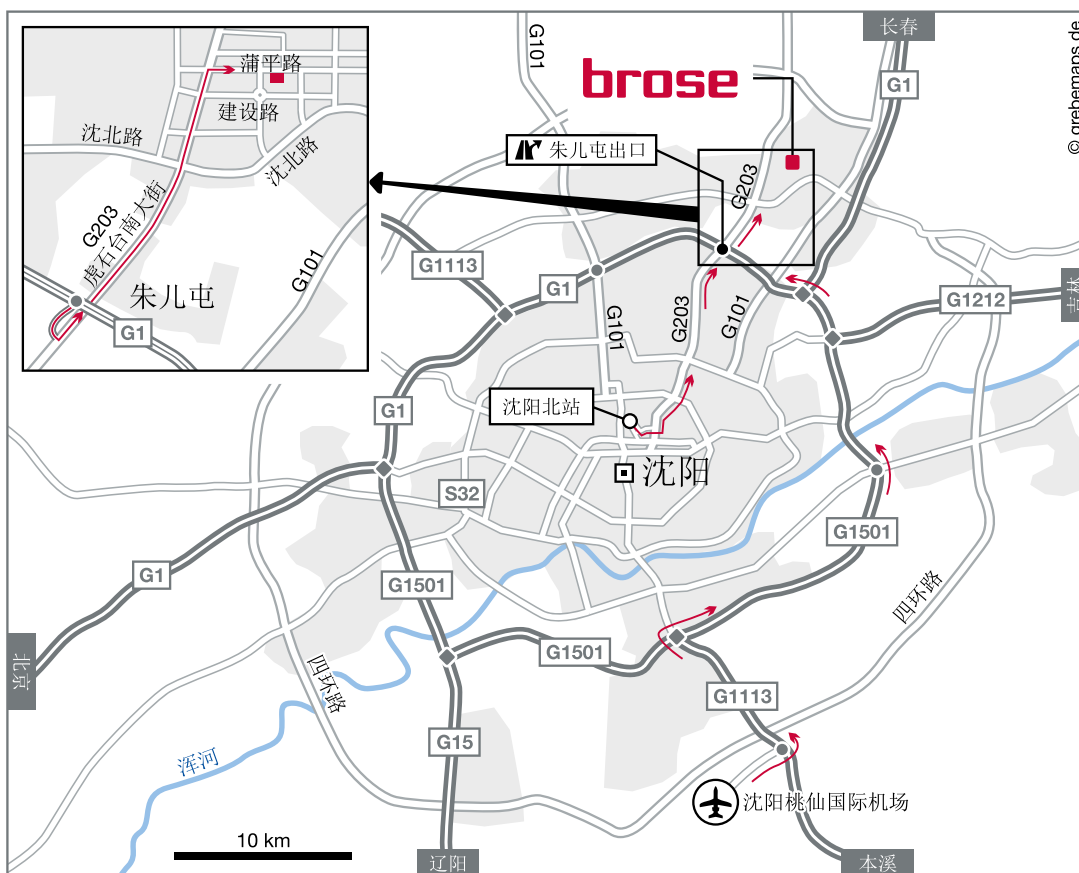 长春
G101
© grebemaps.de
蒲平路
brose
G1
建设路
沈北路
朱儿屯出口
沈北路
G203
G203
虎石台南大街
G101
G1113
G1
朱儿屯
G1
G101
G203
G101
G1212
吉林
G1
沈阳北站
沈阳
S32
G1501
G1
G1501
四环路
北京
G1501
四环路
G1113
G15
浑河
沈阳桃仙国际机场
10 km
辽阳
本溪